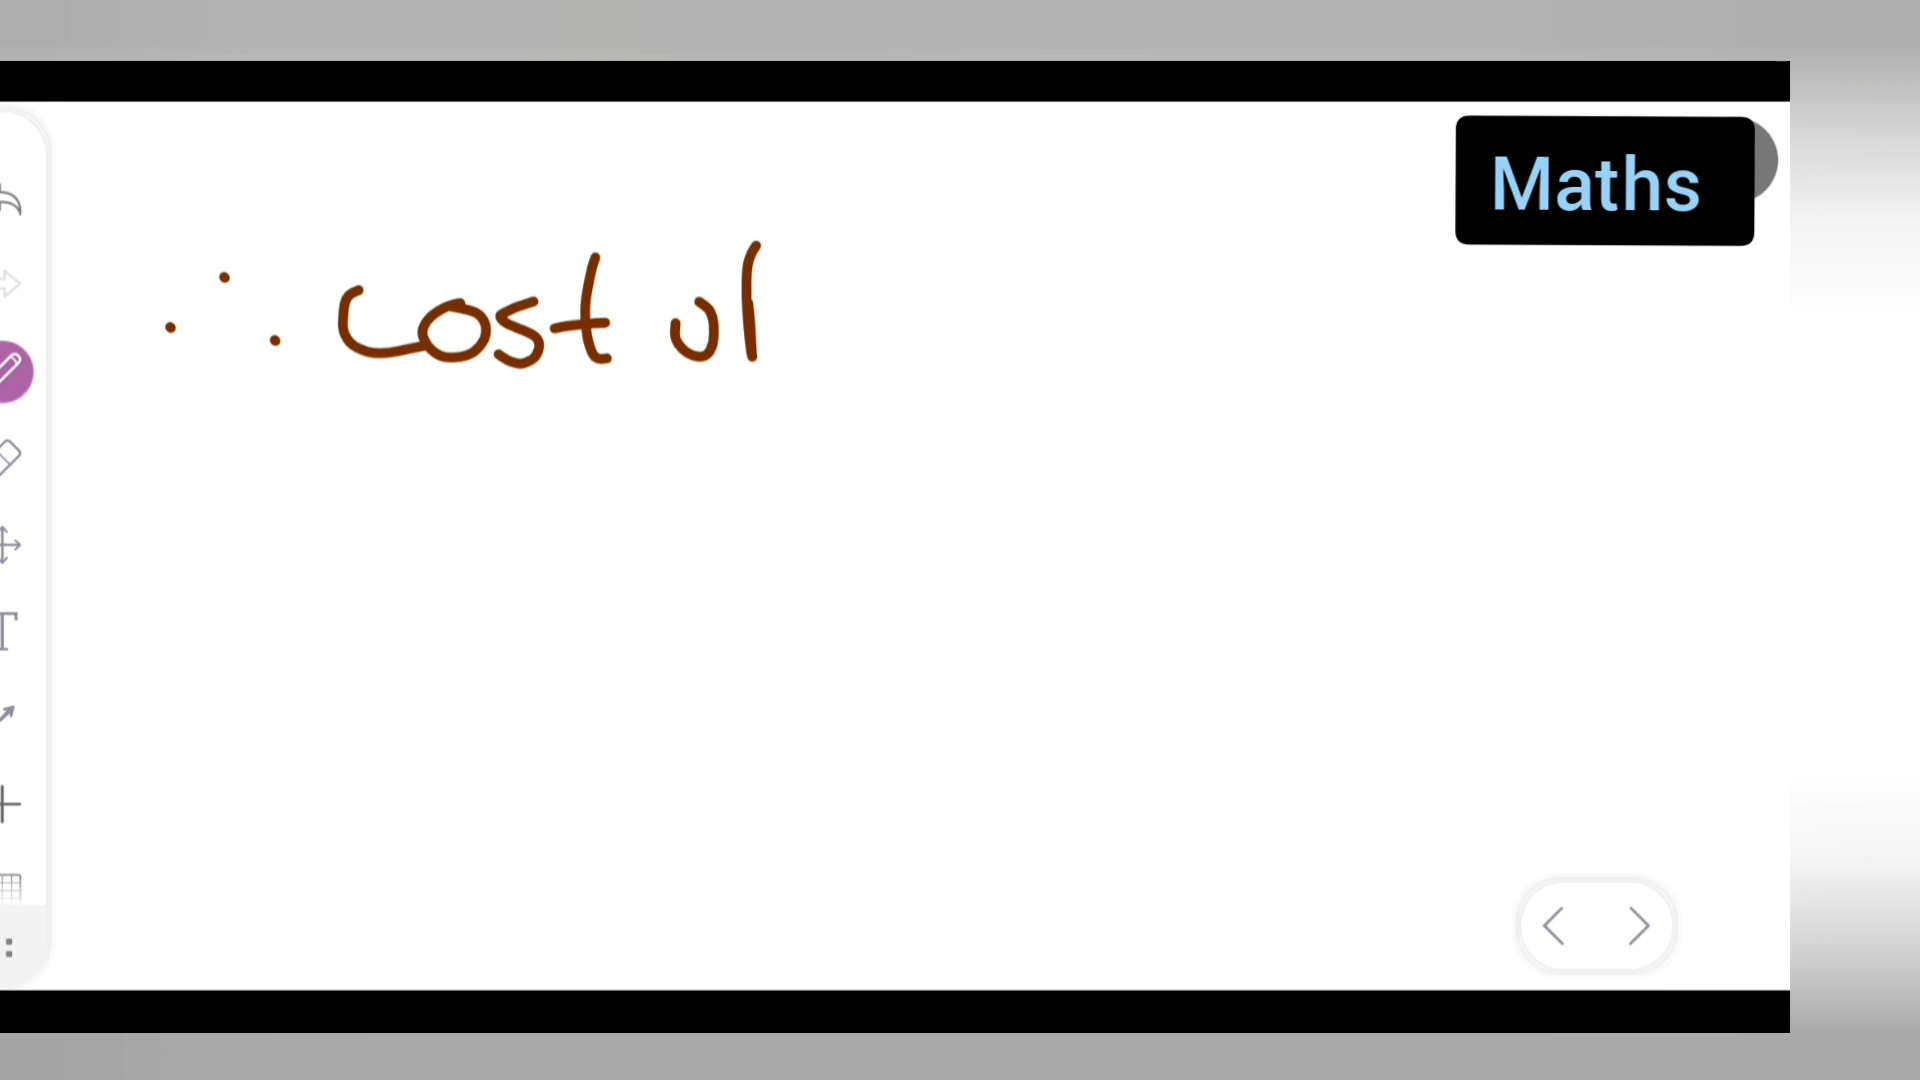 Maths
∴ cost of